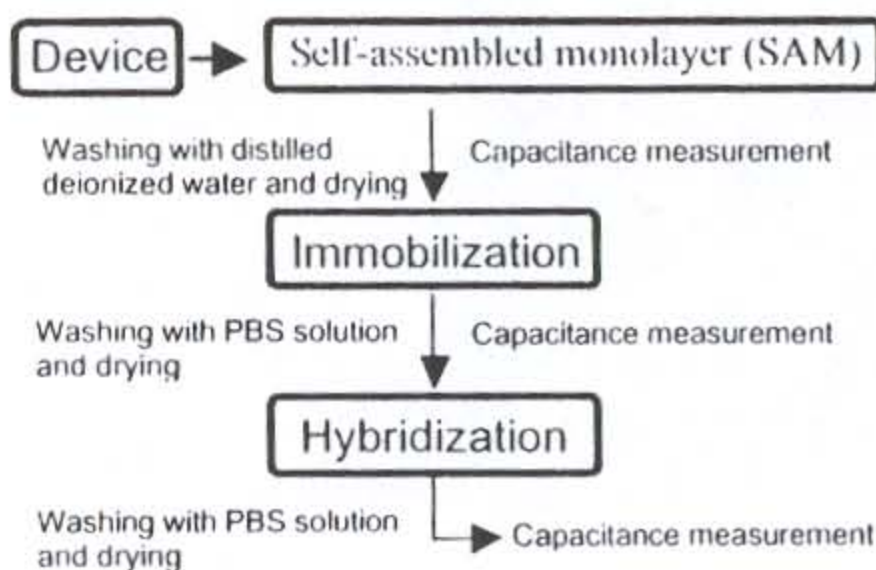 Device
Self-assembled monolayer (SAM)
Washing with distilled
deionized water and drying
Capacitance measurement
Immobilization
Washing with PBS solution
and drying
Capacitance measurement
Hybridization
Washing with PBS solution
and drying
Capacitance measurement